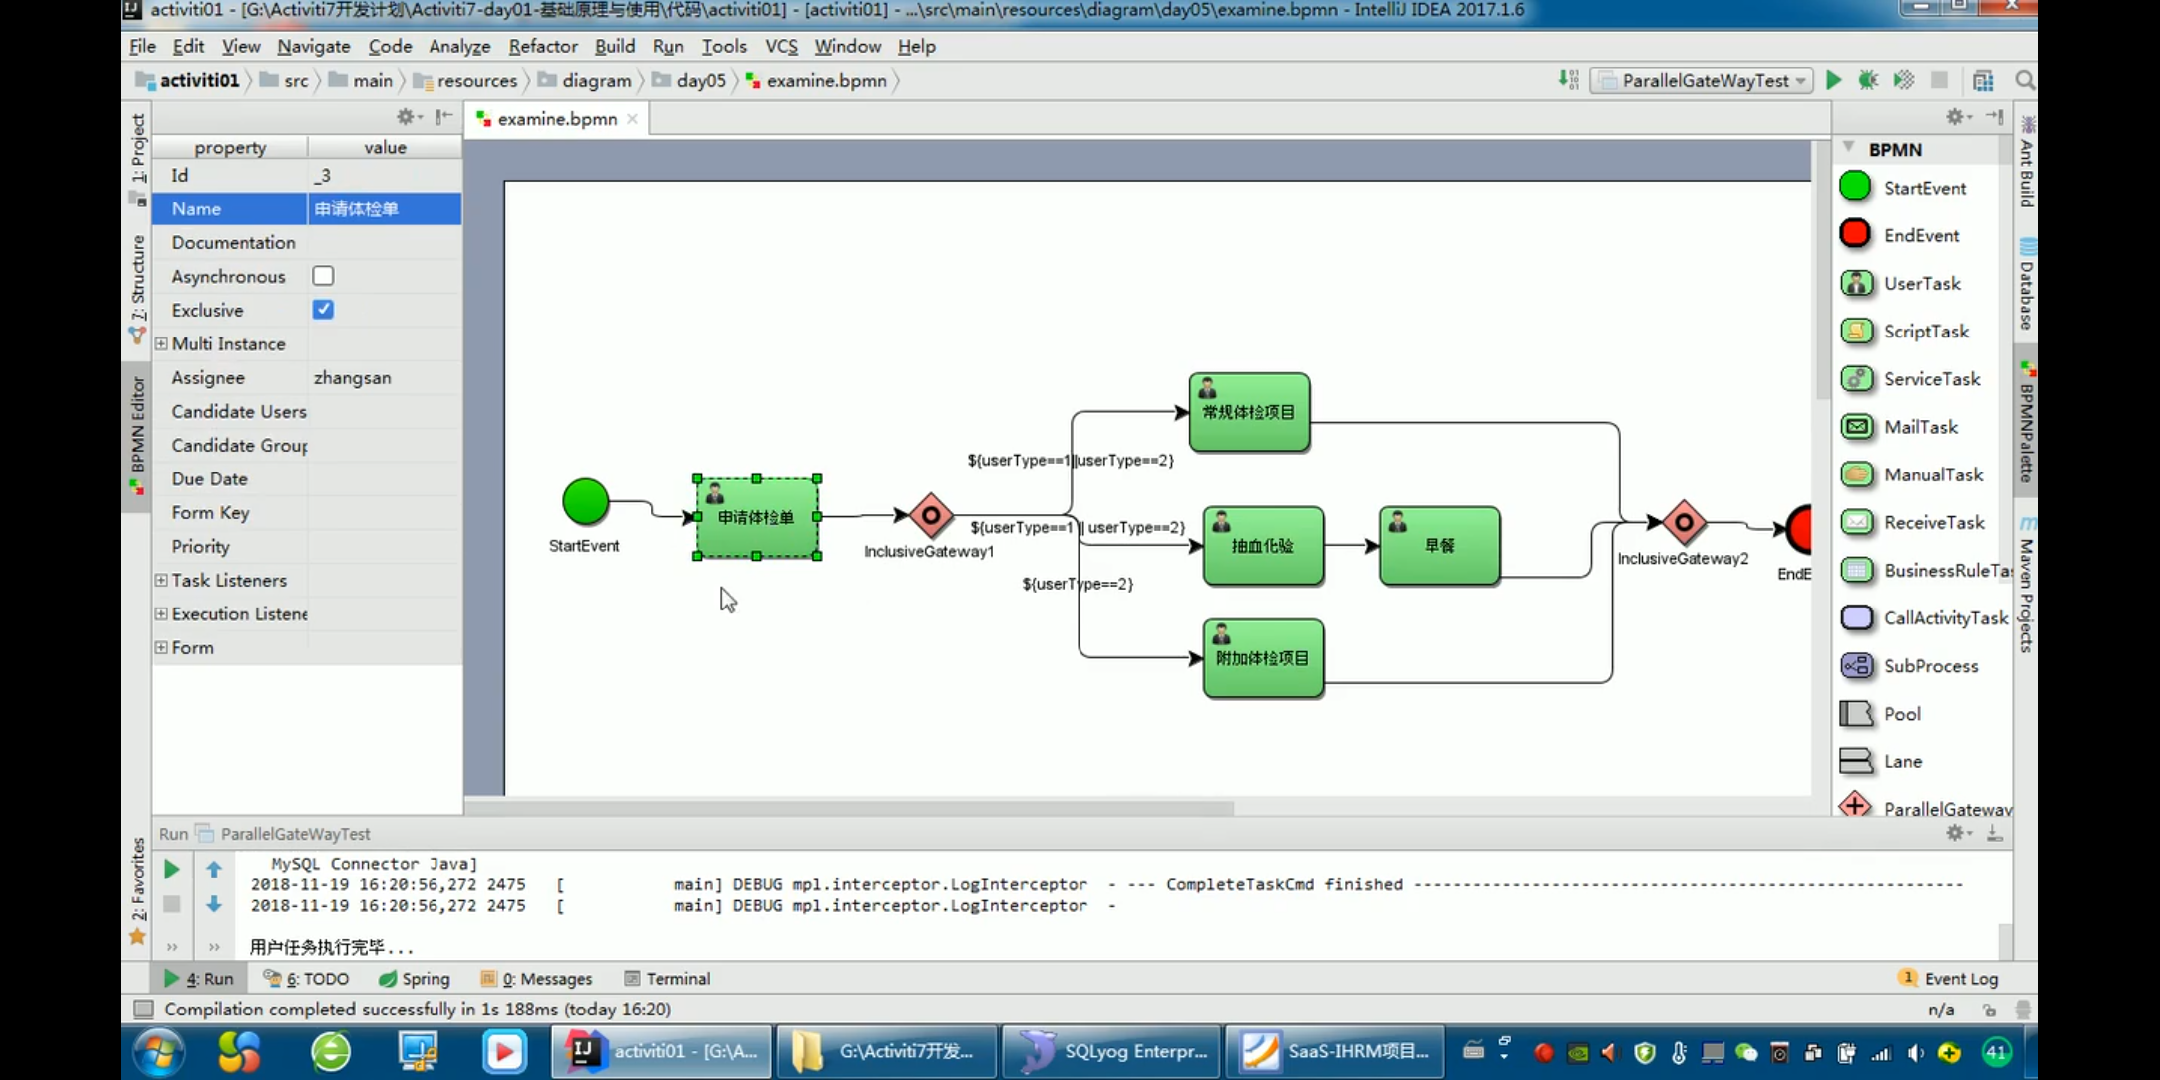 activiti01 - [G:\Activiti7开发计划\Activiti7-day01-基础原理与使用\代码\activiti01] - [activiti01] - ...\src\main\resources\diagram\day05\examine.bpmn - IntelliJ IDEA 2017.1.6
File Edit View Navigate Code Analyze Refactor Build Run Tools VCS Window Help
activiti01 src main resources diagram day05 examine.bpmn
ParallelGateWayTest
1: Project
7: Structure
BPMN Editor
2: Favorites
examine.bpmn
property value
Id _3
Name 申请体检单
Documentation
Asynchronous
Exclusive
Multi Instance
Assignee zhangsan
Candidate Users
Candidate Group
Due Date
Form Key
Priority
Task Listeners
Execution Listene
Form
StartEvent
申请体检单
InclusiveGateway1
${userType==1||userType==2}
${userType==1 || userType==2}
${userType==2}
常规体检项目
抽血化验
早餐
附加体检项目
InclusiveGateway2
EndE
BPMN
StartEvent
EndEvent
UserTask
ScriptTask
ServiceTask
MailTask
ManualTask
ReceiveTask
BusinessRuleTas
CallActivityTask
SubProcess
Pool
Lane
ParallelGateway
Ant Build
Database
BPMNPalette
Maven Projects
Run ParallelGateWayTest
MySQL Connector Java]
2018-11-19 16:20:56,272 2475 [ main] DEBUG mpl.interceptor.LogInterceptor - --- CompleteTaskCmd finished -------------------------------------------------------
2018-11-19 16:20:56,272 2475 [ main] DEBUG mpl.interceptor.LogInterceptor -
用户任务执行完毕...
4: Run 6: TODO Spring 0: Messages Terminal
1 Event Log
Compilation completed successfully in 1s 188ms (today 16:20)
n/a
activiti01 - [G:\A...
G:\Activiti7开发...
SQLyog Enterpr...
SaaS-IHRM项目...
41